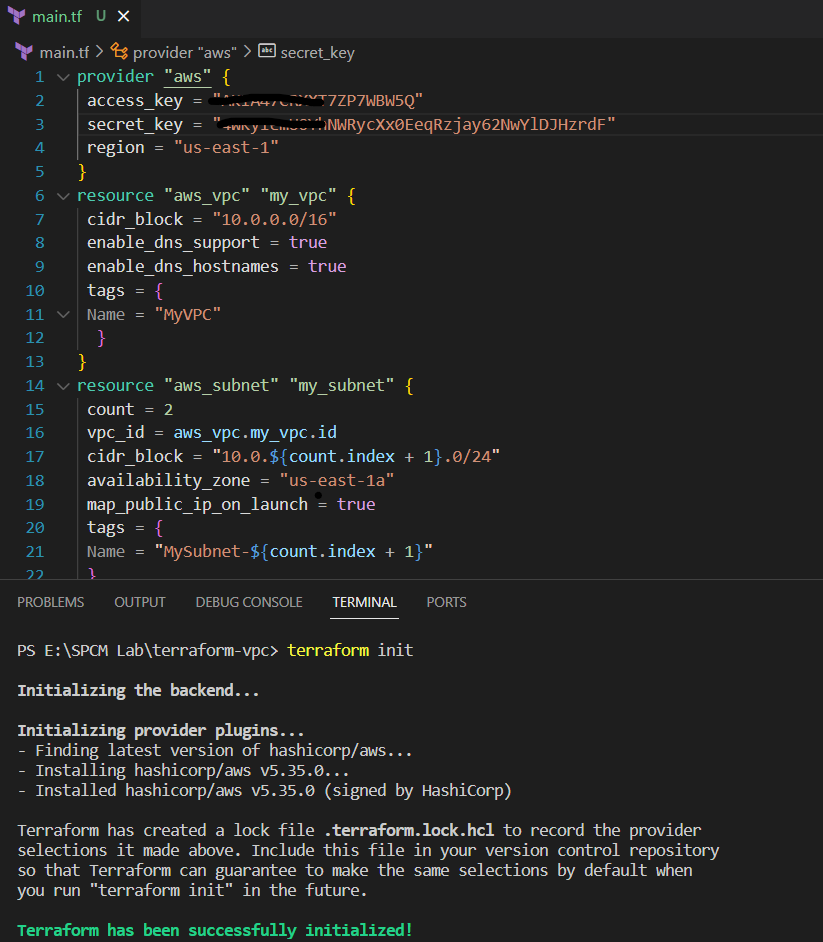 main.tf U
main.tf > provider "aws" > secret_key
1 provider "aws" {
2 access_key =
3 secret_key =
4 region = "us-east-1"
5 }
6 resource "aws_vpc" "my_vpc" {
7 cidr_block = "10.0.0.0/16"
8 enable_dns_support = true
9 enable_dns_hostnames = true
10 tags = {
11 Name = "MyVPC"
12 }
13 }
14 resource "aws_subnet" "my_subnet" {
15 count = 2
16 vpc_id = aws_vpc.my_vpc.id
17 cidr_block = "10.0.${count.index + 1}.0/24"
18 availability_zone = "us-east-1a"
19 map_public_ip_on_launch = true
20 tags = {
21 Name = "MySubnet-${count.index + 1}"
22 }
PROBLEMS OUTPUT DEBUG CONSOLE TERMINAL PORTS
PS E:\SPCM Lab\terraform-vpc> terraform init
Initializing the backend...
Initializing provider plugins...
- Finding latest version of hashicorp/aws...
- Installing hashicorp/aws v5.35.0...
- Installed hashicorp/aws v5.35.0 (signed by HashiCorp)
Terraform has created a lock file .terraform.lock.hcl to record the provider
selections it made above. Include this file in your version control repository
so that Terraform can guarantee to make the same selections by default when
you run "terraform init" in the future.
Terraform has been successfully initialized!